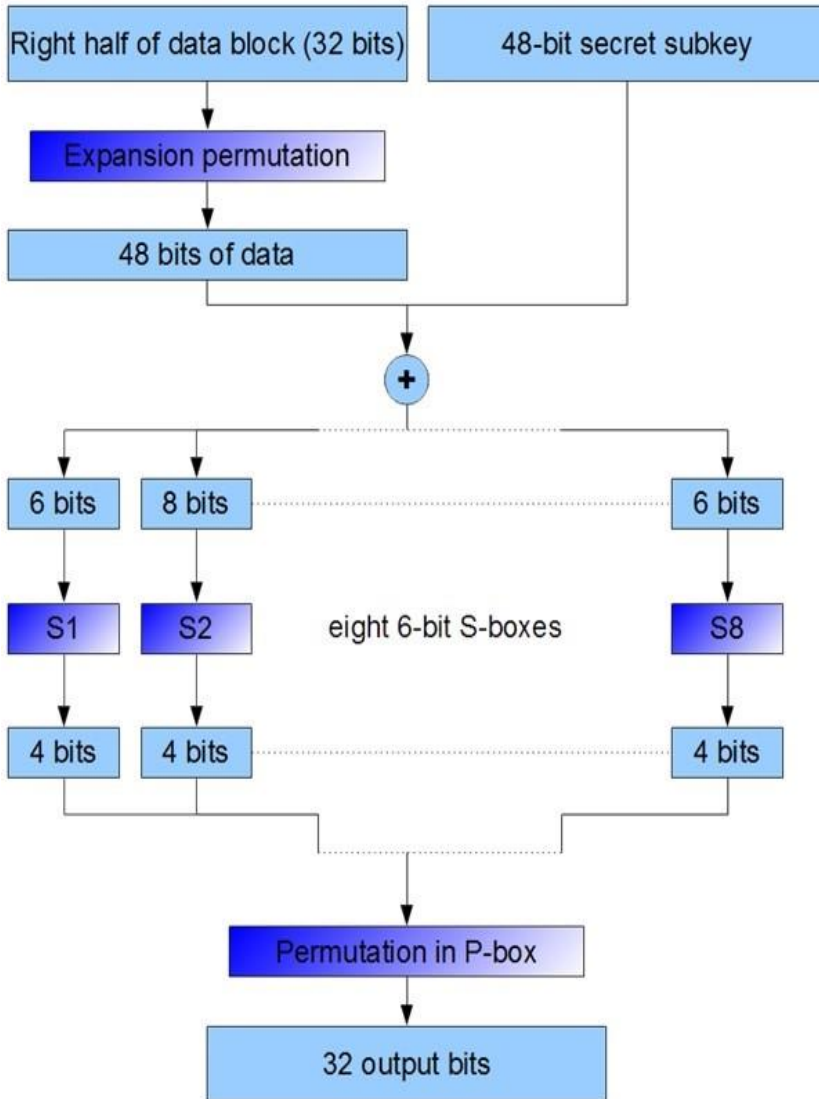 Right half of data block (32 bits)
48-bit secret subkey
Expansion permutation
48 bits of data
+
6 bits
8 bits
6 bits
S1
S2
eight 6-bit S-boxes
S8
4 bits
4 bits
4 bits
Permutation in P-box
32 output bits